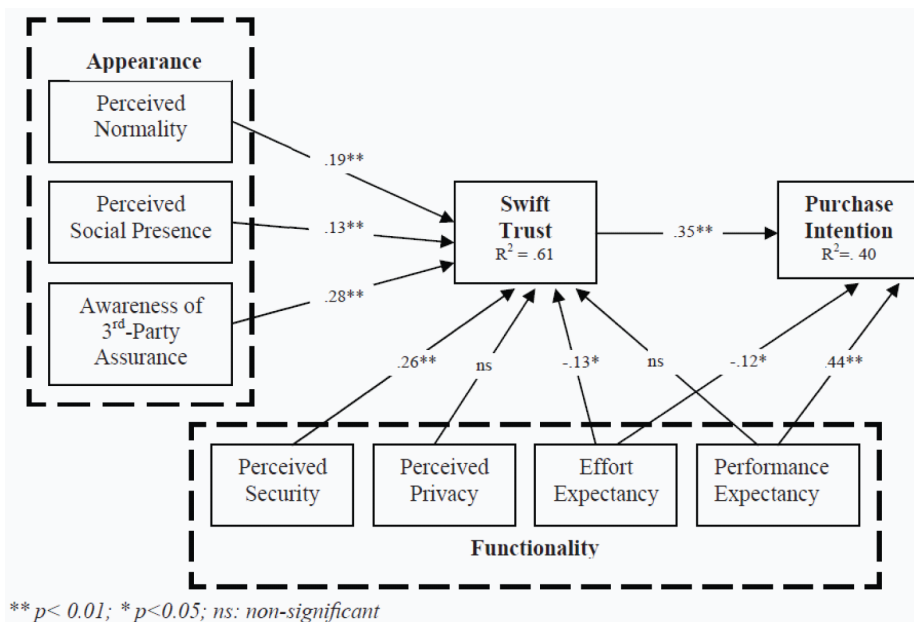 Appearance
Perceived
Normality
.19**
Perceived
Social Presence
.13**
Awareness of
3rd-Party
Assurance
.28**
Swift
Trust
R² = .61
.35**
Purchase
Intention
R²=. 40
.26**
ns
-.13*
ns
-.12*
.44**
Perceived
Security
Perceived
Privacy
Effort
Expectancy
Performance
Expectancy
Functionality
** p< 0.01; * p<0.05; ns: non-significant